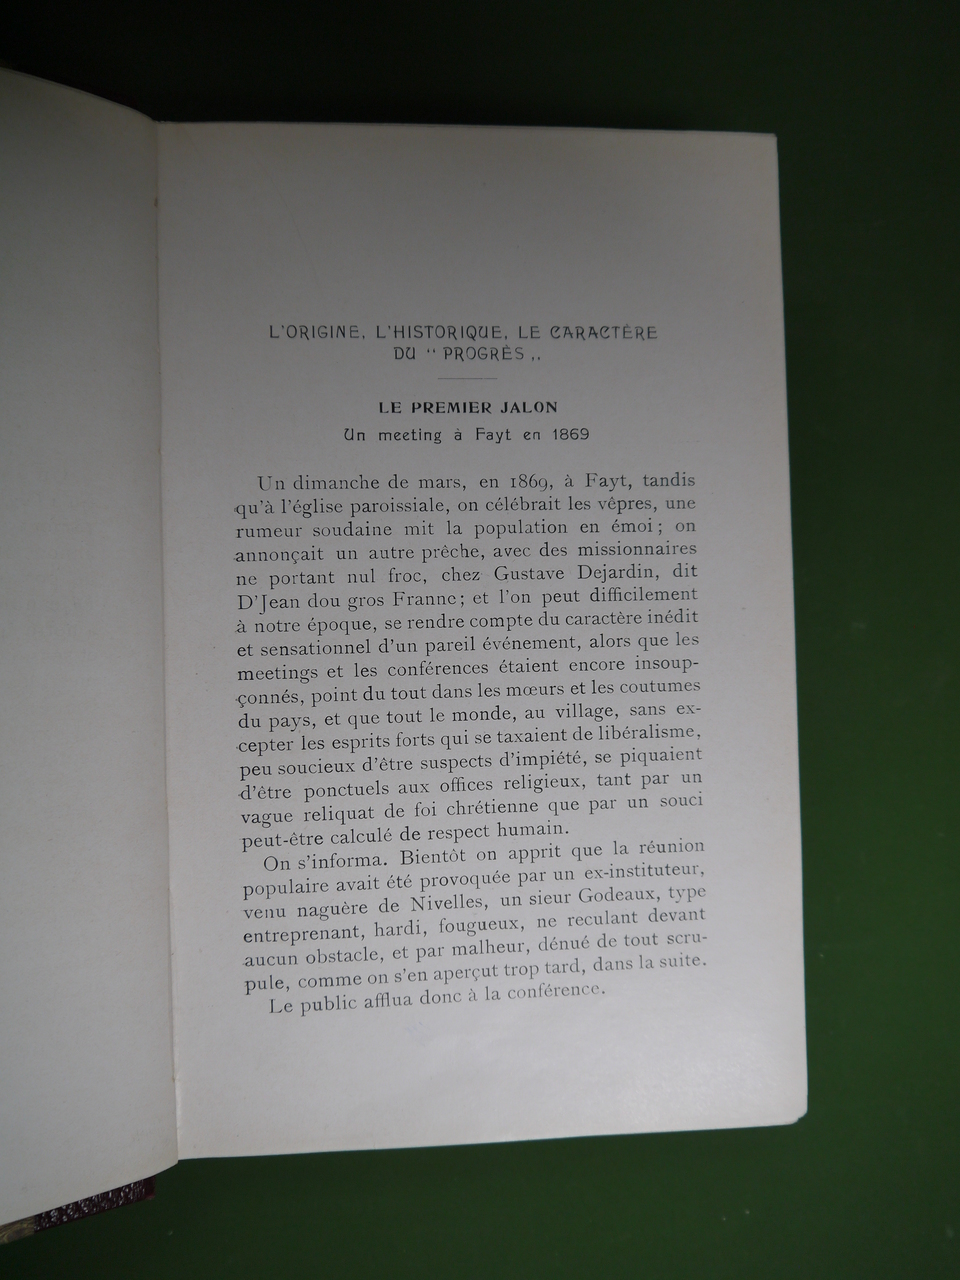 L'ORIGINE, L'HISTORIQUE, LE CARACTÈRE
DU " PROGRÈS „
LE PREMIER JALON
Un meeting à Fayt en 1869
Un dimanche de mars, en 1869, à Fayt, tandis
qu'à l'église paroissiale, on célébrait les vêpres, une
rumeur soudaine mit la population en émoi ; on
annonçait un autre prêche, avec des missionnaires
ne portant nul froc, chez Gustave Dejardin, dit
D'Jean dou gros Franne; et l'on peut difficilement
à notre époque, se rendre compte du caractère inédit
et sensationnel d'un pareil événement, alors que les
meetings et les conférences étaient encore insoup-
çonnés, point du tout dans les mœurs et les coutumes
du pays, et que tout le monde, au village, sans ex-
cepter les esprits forts qui se taxaient de libéralisme,
peu soucieux d'être suspects d'impiété, se piquaient
d'être ponctuels aux offices religieux, tant par un
vague reliquat de foi chrétienne que par un souci
peut-être calculé de respect humain.
On s'informa. Bientôt on apprit que la réunion
populaire avait été provoquée par un ex-instituteur,
venu naguère de Nivelles, un sieur Godeaux, type
entreprenant, hardi, fougueux, ne reculant devant
aucun obstacle, et par malheur, dénué de tout scru-
pule, comme on s'en aperçut trop tard, dans la suite.
Le public afflua donc à la conférence.